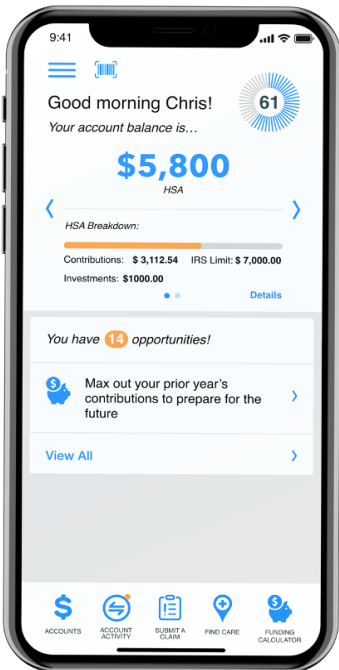 9:41
Good morning Chris!
61
Your account balance is...
$5,800
HSA
HSA Breakdown:
Contributions: $ 3,112.54 IRS Limit: $ 7,000.00
Investments: $1000.00
Details
You have 14 opportunities!
Max out your prior year's
contributions to prepare for the
future
View All
ACCOUNTS
ACCOUNT
ACTIVITY
SUBMIT A
CLAIM
FIND CARE
FUNDING
CALCULATOR